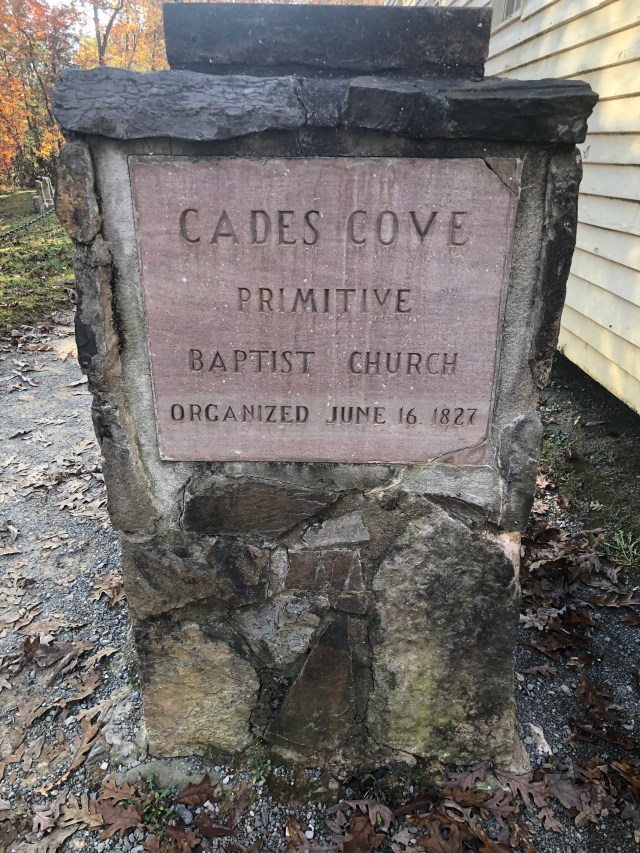 CADES COVE
PRIMITIVE
BAPTIST CHURCH
ORGANIZED JUNE 16, 1827